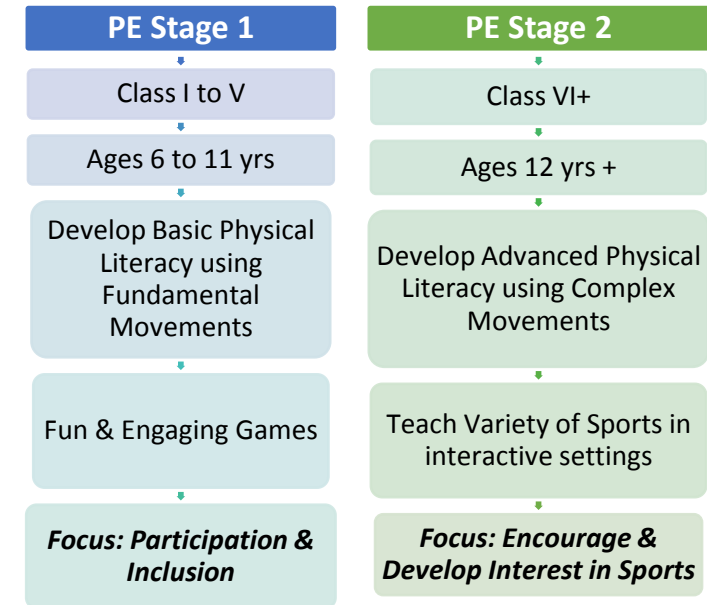 PE Stage 1
Class I to V
Ages 6 to 11 yrs
Develop Basic Physical
Literacy using
Fundamental
Movements
Fun & Engaging Games
Focus: Participation &
Inclusion
PE Stage 2
Class VI+
Ages 12 yrs +
Develop Advanced Physical
Literacy using Complex
Movements
Teach Variety of Sports in
interactive settings
Focus: Encourage &
Develop Interest in Sports